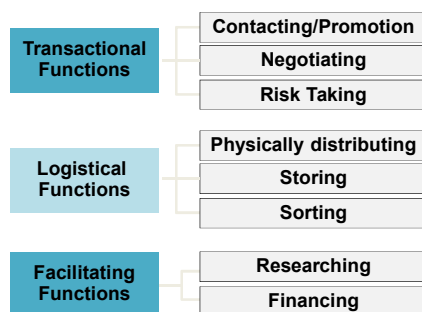 Transactional
Functions
Contacting/Promotion
Negotiating
Risk Taking
Logistical
Functions
Physically distributing
Storing
Sorting
Facilitating
Functions
Researching
Financing